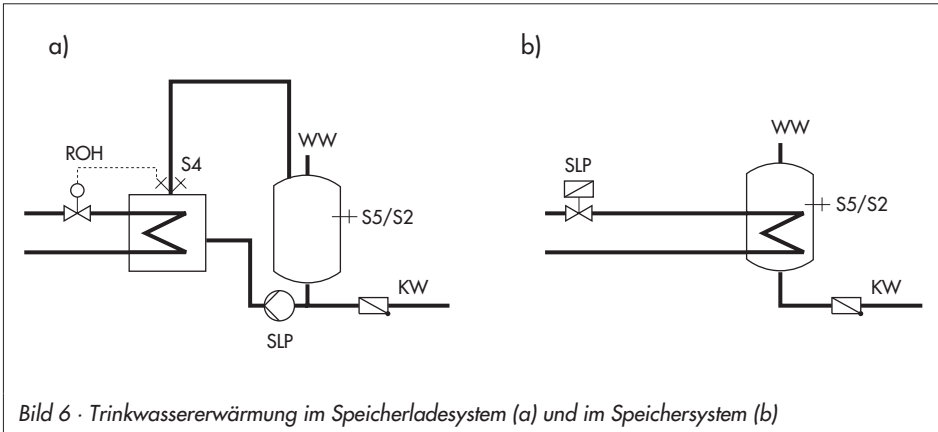 a)
b)
WW
ROH
S4
S5/S2
KW
SLP
WW
SLP
S5/S2
KW
Bild 6 · Trinkwassererwärmung im Speicherladesystem (a) und im Speichersystem (b)